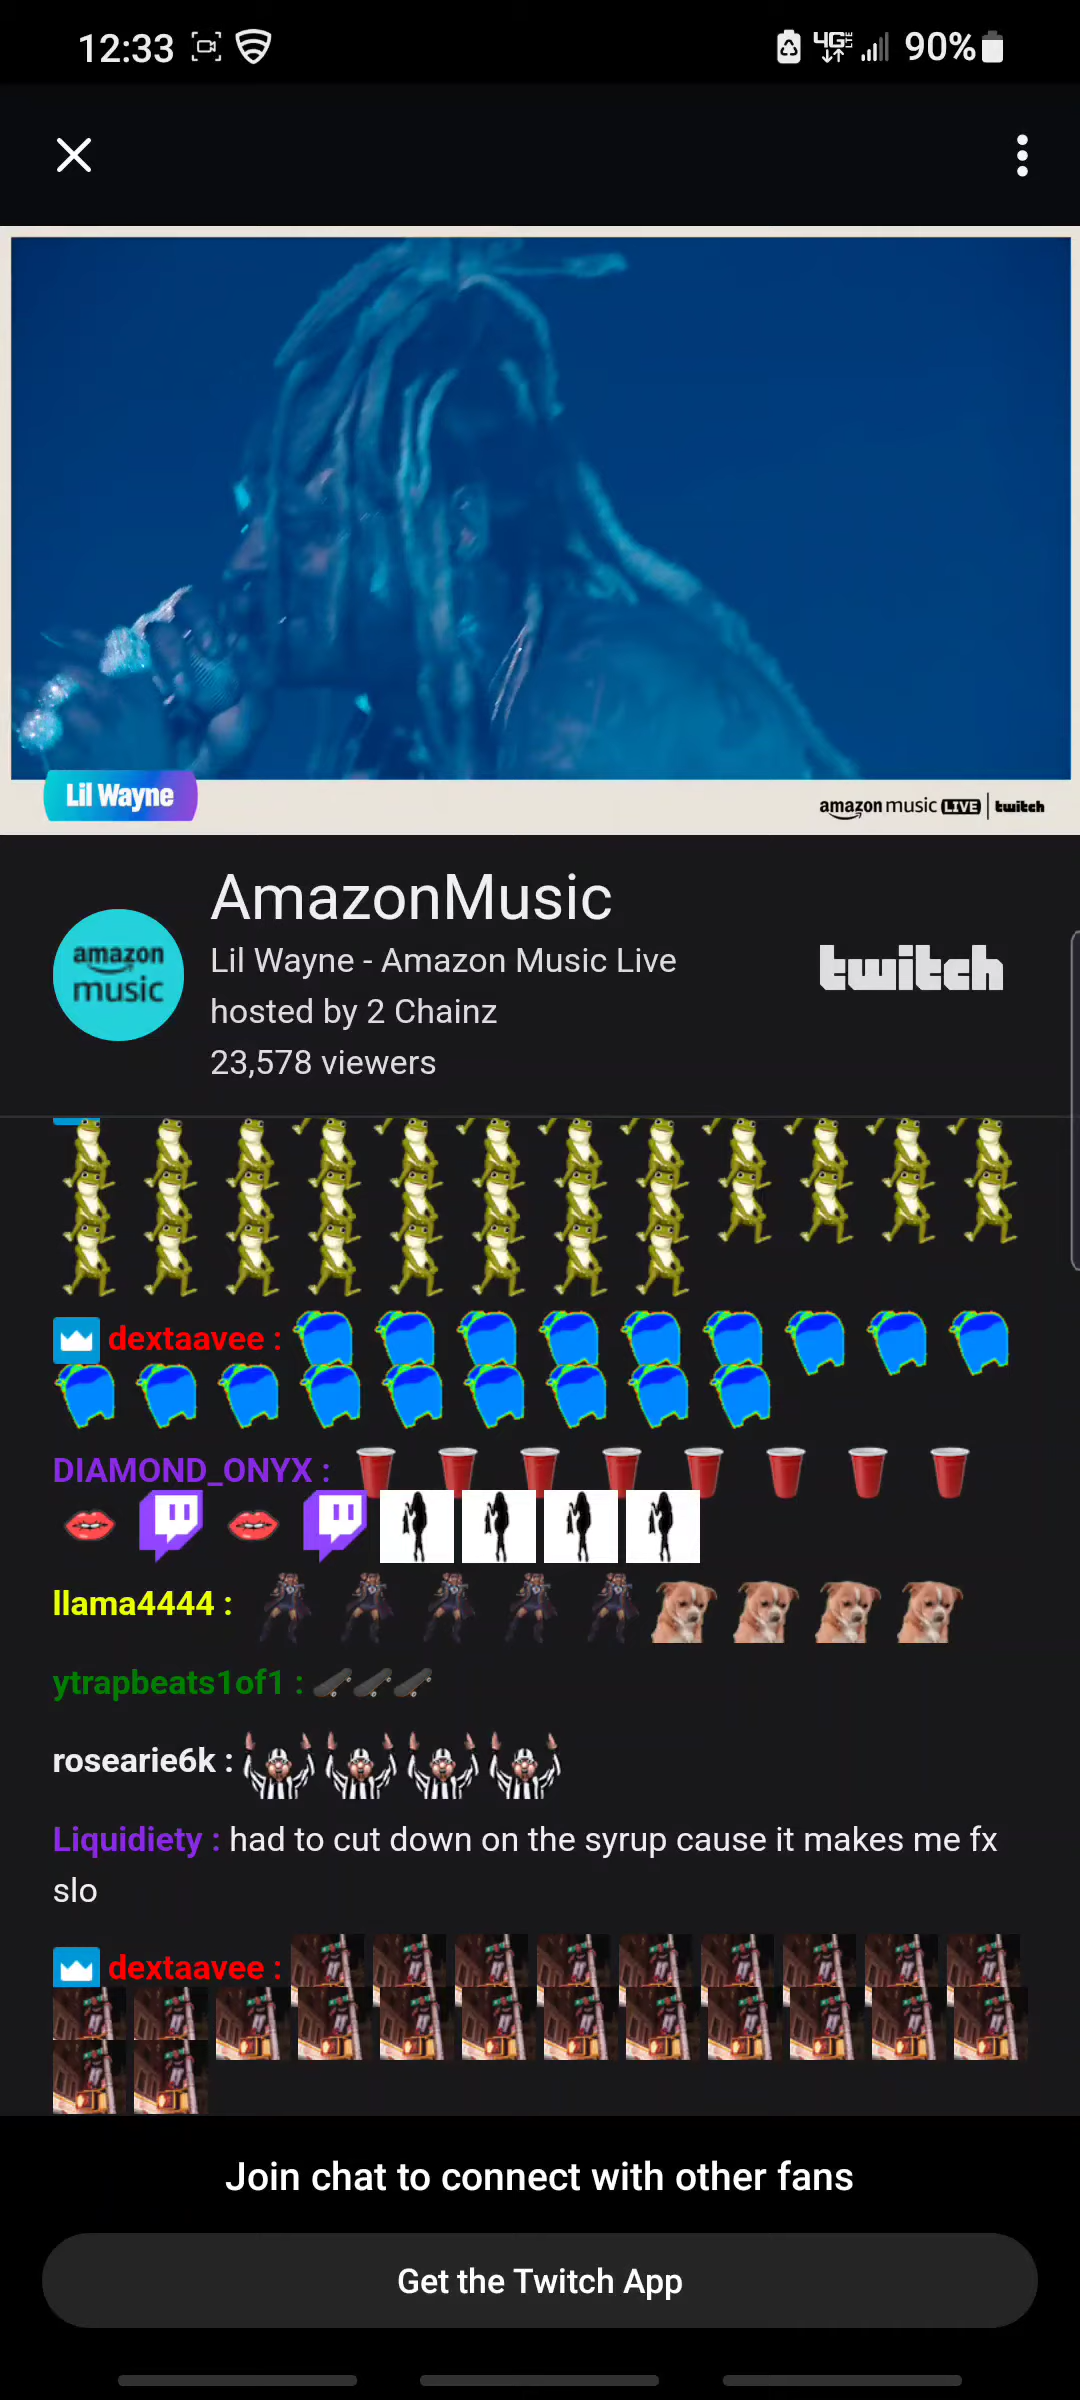 12:33
4G LTE 90%
Lil Wayne
amazon music LIVE | twitch
AmazonMusic
amazon
music
Lil Wayne - Amazon Music Live
hosted by 2 Chainz
twitch
23,578 viewers
dextaavee :
DIAMOND_ONYX :
llama4444 :
ytrapbeats1of1 :
rosearie6k :
Liquidiety : had to cut down on the syrup cause it makes me fx
slo
dextaavee :
Join chat to connect with other fans
Get the Twitch App